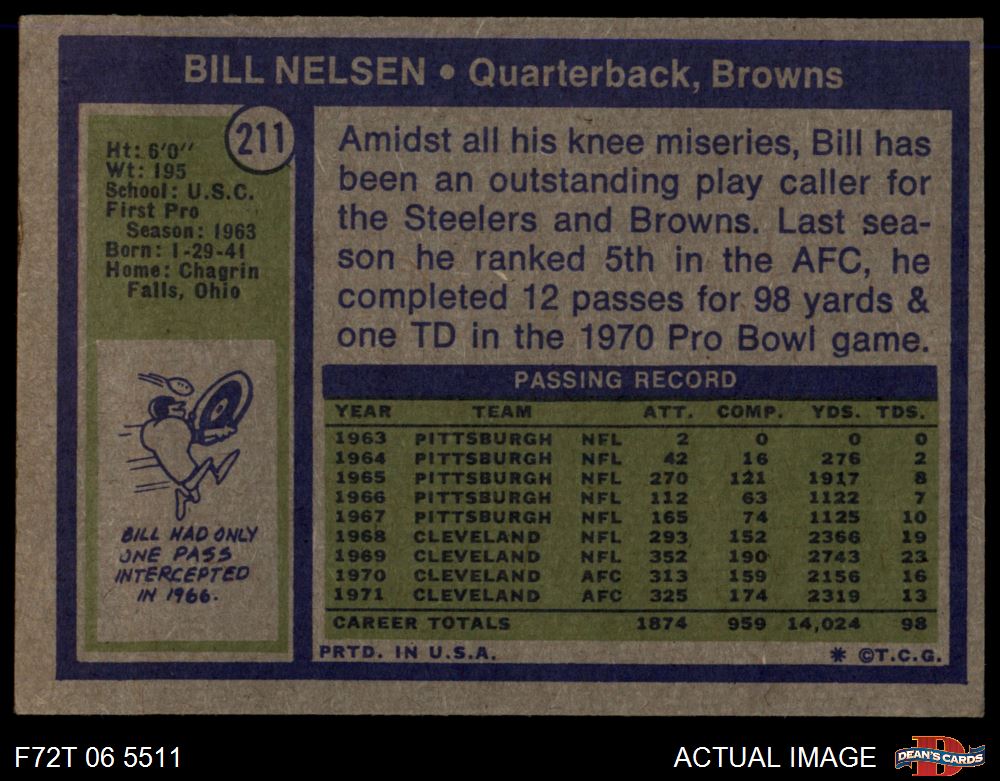 BILL NELSEN • Quarterback, Browns
211
Ht: 6'0"
Wt: 195
School: U.S.C.
First Pro
Season: 1963
Born: 1-29-41
Home: Chagrin
Falls, Ohio
BILL HAD ONLY
ONE PASS
INTERCEPTED
IN 1966.
Amidst all his knee miseries, Bill has
been an outstanding play caller for
the Steelers and Browns. Last sea-
son he ranked 5th in the AFC, he
completed 12 passes for 98 yards &
one TD in the 1970 Pro Bowl game.
PASSING RECORD
YEAR TEAM ATT. COMP. YDS. TDS.
1963 PITTSBURGH NFL 2 0 0 0
1964 PITTSBURGH NFL 42 16 276 2
1965 PITTSBURGH NFL 270 121 1917 8
1966 PITTSBURGH NFL 112 63 1122 7
1967 PITTSBURGH NFL 165 74 1125 10
1968 CLEVELAND NFL 293 152 2366 19
1969 CLEVELAND NFL 352 190 2743 23
1970 CLEVELAND AFC 313 159 2156 16
1971 CLEVELAND AFC 325 174 2319 13
CAREER TOTALS 1874 959 14,024 98
PRTD. IN U.S.A. * ©T.C.G.
F72T 06 5511
ACTUAL IMAGE
D
DEAN'S CARDS